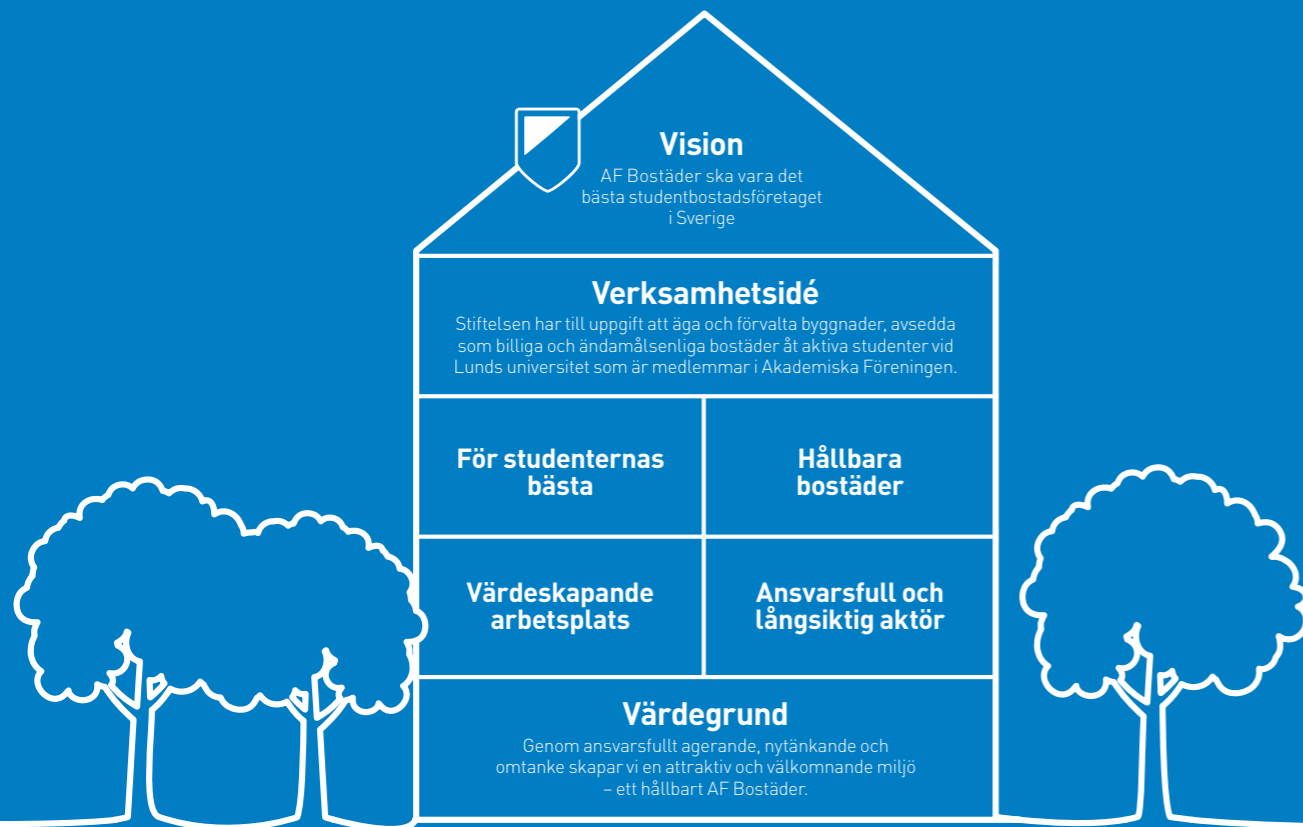 Vision
AF Bostäder ska vara det
bästa studentbostadsföretaget
i Sverige
Verksamhetsidé
Stiftelsen har till uppgift att äga och förvalta byggnader, avsedda
som billiga och ändamålsenliga bostäder åt aktiva studenter vid
Lunds universitet som är medlemmar i Akademiska Föreningen.
För studenternas
bästa
Hållbara
bostäder
Värdeskapande
arbetsplats
Ansvarsfull och
långsiktig aktör
Värdegrund
Genom ansvarsfullt agerande, nytänkande och
omtanke skapar vi en attraktiv och välkomnande miljö
– ett hållbart AF Bostäder.